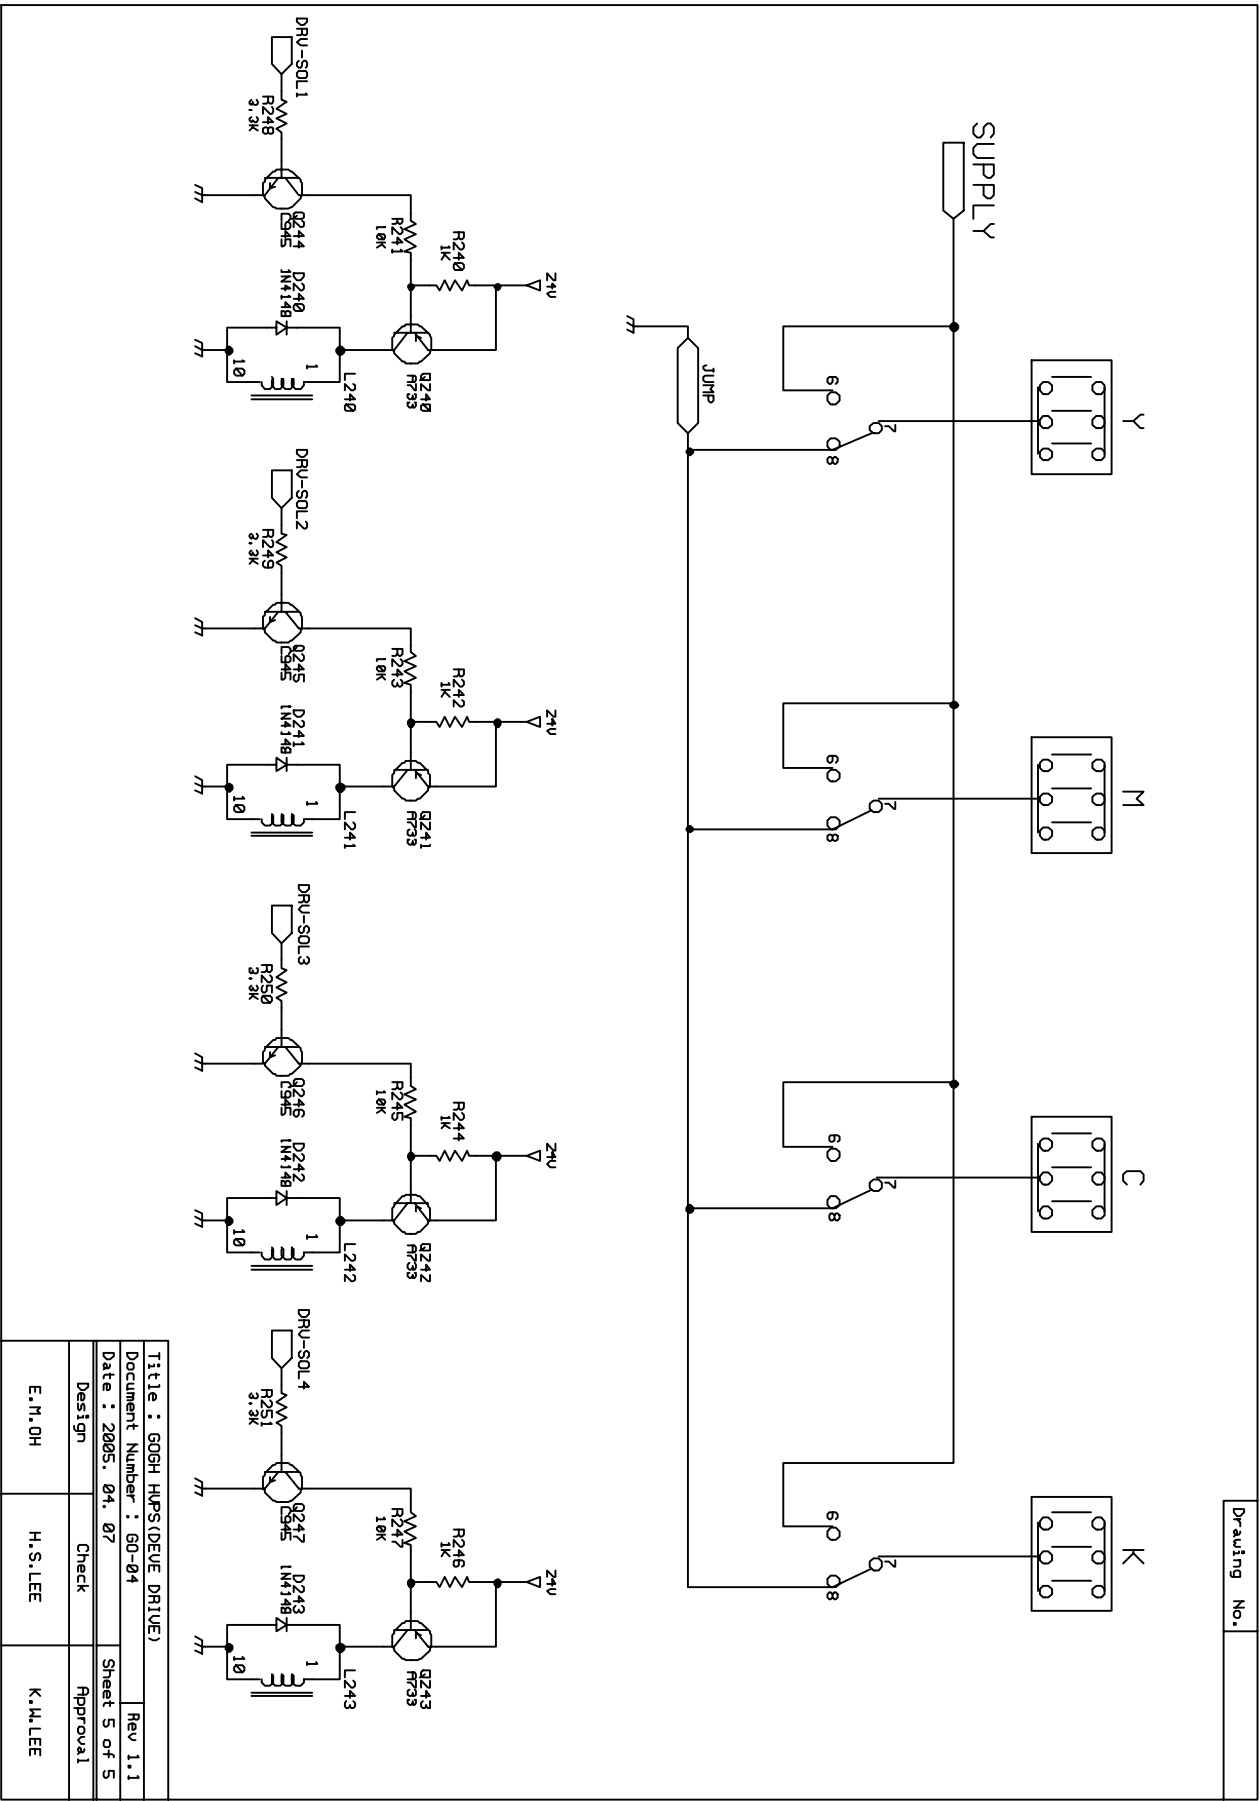 Drawing No.
SUPPLY
Y
M
C
K
6
7
8
6
7
8
6
7
8
6
7
8
JUMP
DRV-SOL1
R248
3.3K
Q244
C945
R241
10K
R240
1K
24V
Q240
A733
D240
1N4148
L240
1
10
DRV-SOL2
R249
3.3K
Q245
C945
R243
10K
R242
1K
24V
Q241
A733
D241
1N4148
L241
1
10
DRV-SOL3
R250
3.3K
Q246
C945
R245
10K
R244
1K
24V
Q242
A733
D242
1N4148
L242
1
10
DRV-SOL4
R251
3.3K
Q247
C945
R247
10K
R246
1K
24V
Q243
A733
D243
1N4148
L243
1
10
Title : GOGH HVPS(DEVE DRIVE)
Document Number : GO-04 Rev 1.1
Date : 2005. 04. 07 Sheet 5 of 5
Design Check Approval
E.M.OH H.S.LEE K.W.LEE